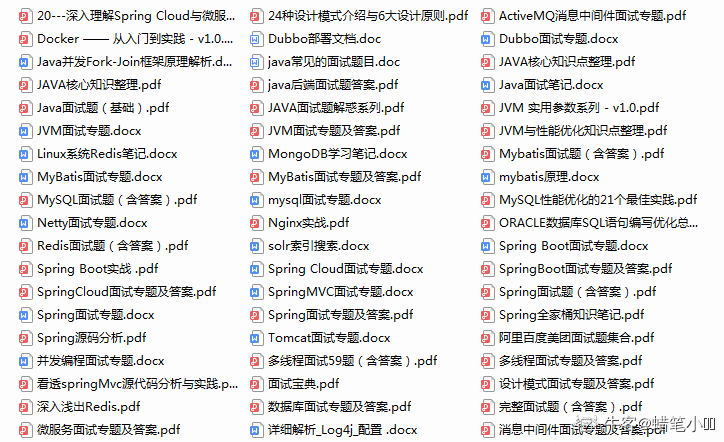 20---深入理解Spring Cloud与微服...
24种设计模式介绍与6大设计原则.pdf
ActiveMQ消息中间件面试专题.pdf
Docker —— 从入门到实践 - v1.0....
Dubbo部署文档.doc
Dubbo面试专题.docx
Java并发Fork-Join框架原理解析.d...
java常见的面试题目.doc
JAVA核心知识点整理.pdf
JAVA核心知识整理.pdf
java后端面试题答案.pdf
Java面试笔记.docx
Java面试题（基础）.pdf
JAVA面试题解惑系列.pdf
JVM 实用参数系列 - v1.0.pdf
JVM面试专题.docx
JVM面试专题及答案.pdf
JVM与性能优化知识点整理.pdf
Linux系统Redis笔记.docx
MongoDB学习笔记.docx
Mybatis面试题（含答案）.pdf
MyBatis面试专题.docx
MyBatis面试专题及答案.pdf
mybatis原理.docx
MySQL面试题（含答案）.pdf
mysql面试专题.docx
MySQL性能优化的21个最佳实践.pdf
Netty面试专题.docx
Nginx实战.pdf
ORACLE数据库SQL语句编写优化总...
Redis面试题（含答案）.pdf
solr索引搜索.docx
Spring Boot面试专题.docx
Spring Boot实战 .pdf
Spring Cloud面试专题.docx
SpringBoot面试专题及答案.pdf
SpringCloud面试专题及答案.pdf
SpringMVC面试专题.docx
Spring面试题（含答案）.pdf
Spring面试专题.docx
Spring面试专题及答案.pdf
Spring全家桶知识笔记.pdf
Spring源码分析.pdf
Tomcat面试专题.docx
阿里百度美团面试题集合.pdf
并发编程面试专题.docx
多线程面试59题（含答案）.pdf
多线程面试专题及答案.pdf
看透springMvc源代码分析与实践.p...
面试宝典.pdf
设计模式面试专题及答案.pdf
深入浅出Redis.pdf
数据库面试专题及答案.pdf
完整面试题（含答案）.pdf
微服务面试专题及答案.pdf
详细解析_Log4j_配置 .docx
消息中间件面试专题及答案.pdf
牛客@蜡笔小